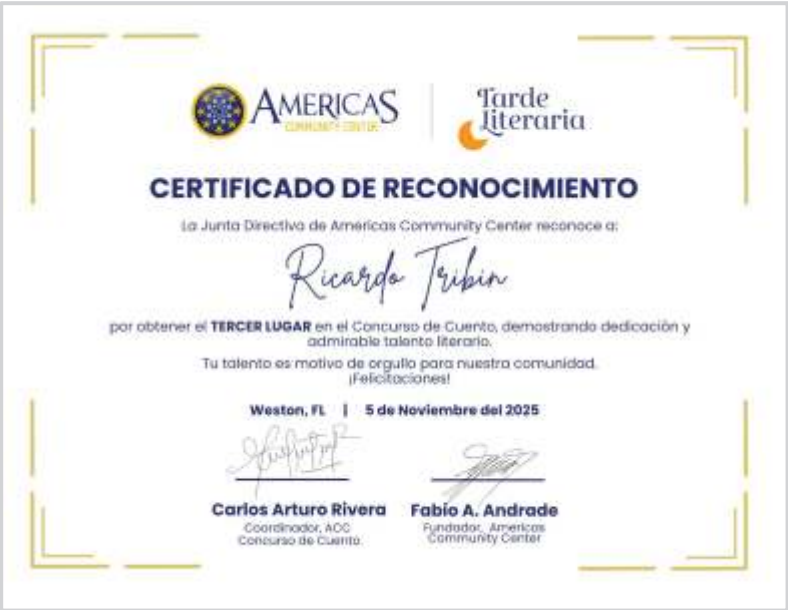 AMERICAS
COMMUNITY CENTER
Tarde
Literaria
CERTIFICADO DE RECONOCIMIENTO
La Junta Directiva de Americas Community Center reconoce a:
Ricardo Tribin
por obtener el TERCER LUGAR en el Concurso de Cuento, demostrando dedicación y
admirable talento literario.
Tu talento es motivo de orgullo para nuestra comunidad.
¡Felicitaciones!
Weston, FL | 5 de Noviembre del 2025
Carlos Arturo Rivera
Coordinador, ACC
Concurso de Cuento.
Fabio A. Andrade
Fundador, Americas
Community Center